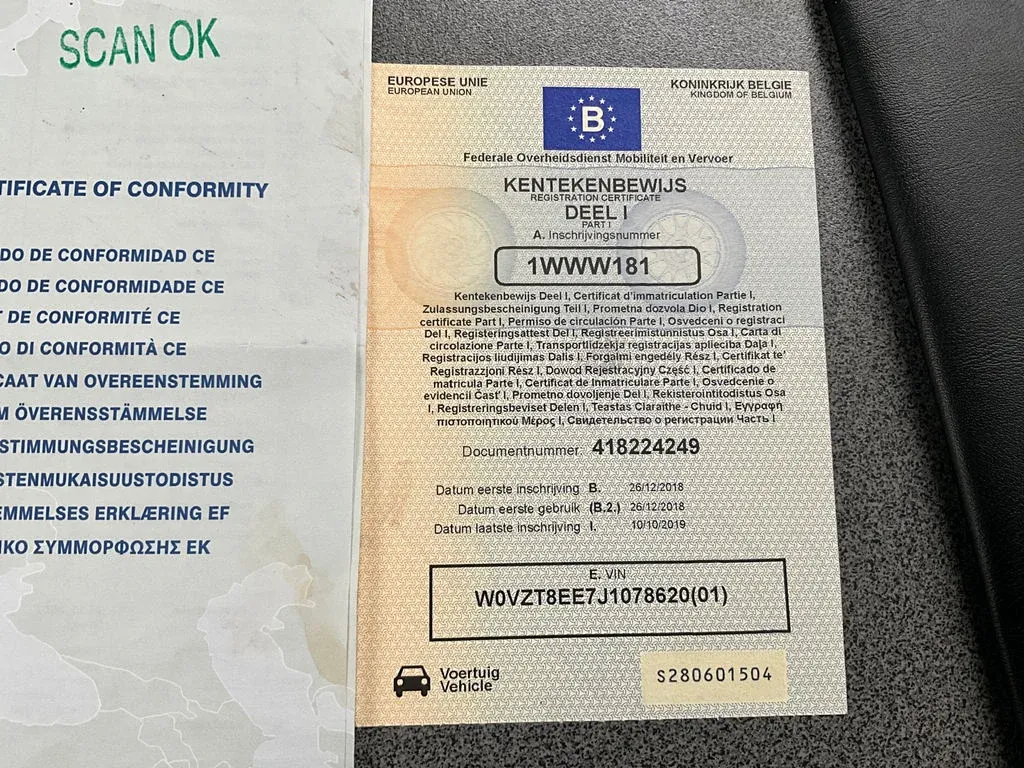 SCAN OK
TIFICATE OF CONFORMITY
DO DE CONFORMIDAD CE
DO DE CONFORMIDADE CE
T DE CONFORMITÉ CE
O DI CONFORMITÀ CE
CAAT VAN OVEREENSTEMMING
M ÖVERENSSTÄMMELSE
STIMMUNGSBESCHEINIGUNG
STENMUKAISUUSTODISTUS
EMMELSES ERKLÆRING EF
ΙΚΟ ΣΥΜΜΟΡΦΩΣΗΣ ΕΚ
EUROPESE UNIE
EUROPEAN UNION
B
KONINKRIJK BELGIE
KINGDOM OF BELGIUM
Federale Overheidsdienst Mobiliteit en Vervoer
KENTEKENBEWIJS
REGISTRATION CERTIFICATE
DEEL I
PART I
A. Inschrijvingsnummer
1WWW181
Kentekenbewijs Deel I, Certificat d'immatriculation Partie I,
Zulassungsbescheinigung Teil I, Prometna dozvola Dio I, Registration
certificate Part I, Permiso de circulación Parte I, Osvedceni o registraci
Del I, Registeringsattest Del I, Registreerimistunnistus Osa I, Carta di
circolazione Parte I, Transportlidzekja registracijas aplieciba Daļa I,
Registracijos liudijimas Dalis I, Forgalmi engedély Rész I, Certifikat te'
Registrazzjoni Rész I, Dowod Rejestracyjny Część I, Certificado de
matricula Parte I, Certificat de Inmatriculare Parte I, Osvedcenie o
evidencii Čast' I, Prometno dovoljenje Del I, Rekisterointitodistus Osa
I, Registreringsbeviset Delen I, Teastas Claraithe - Chuid I, Εγγραφή
πιστοποιητικού Μέρος I, Свидетельство о регистрации Часть I
Documentnummer: 418224249
Datum eerste inschrijving B. 26/12/2018
Datum eerste gebruik (B.2.) 26/12/2018
Datum laatste inschrijving I. 10/10/2019
E. VIN
W0VZT8EE7J1078620(01)
Voertuig
Vehicle
S280601504